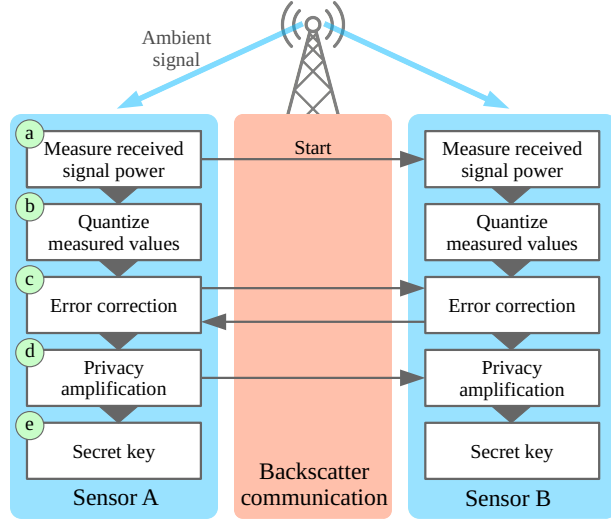 Ambient
signal
a
Measure received
signal power
Start
Measure received
signal power
b
Quantize
measured values
Quantize
measured values
c
Error correction
Error correction
d
Privacy
amplification
Privacy
amplification
e
Secret key
Secret key
Sensor A
Backscatter
communication
Sensor B